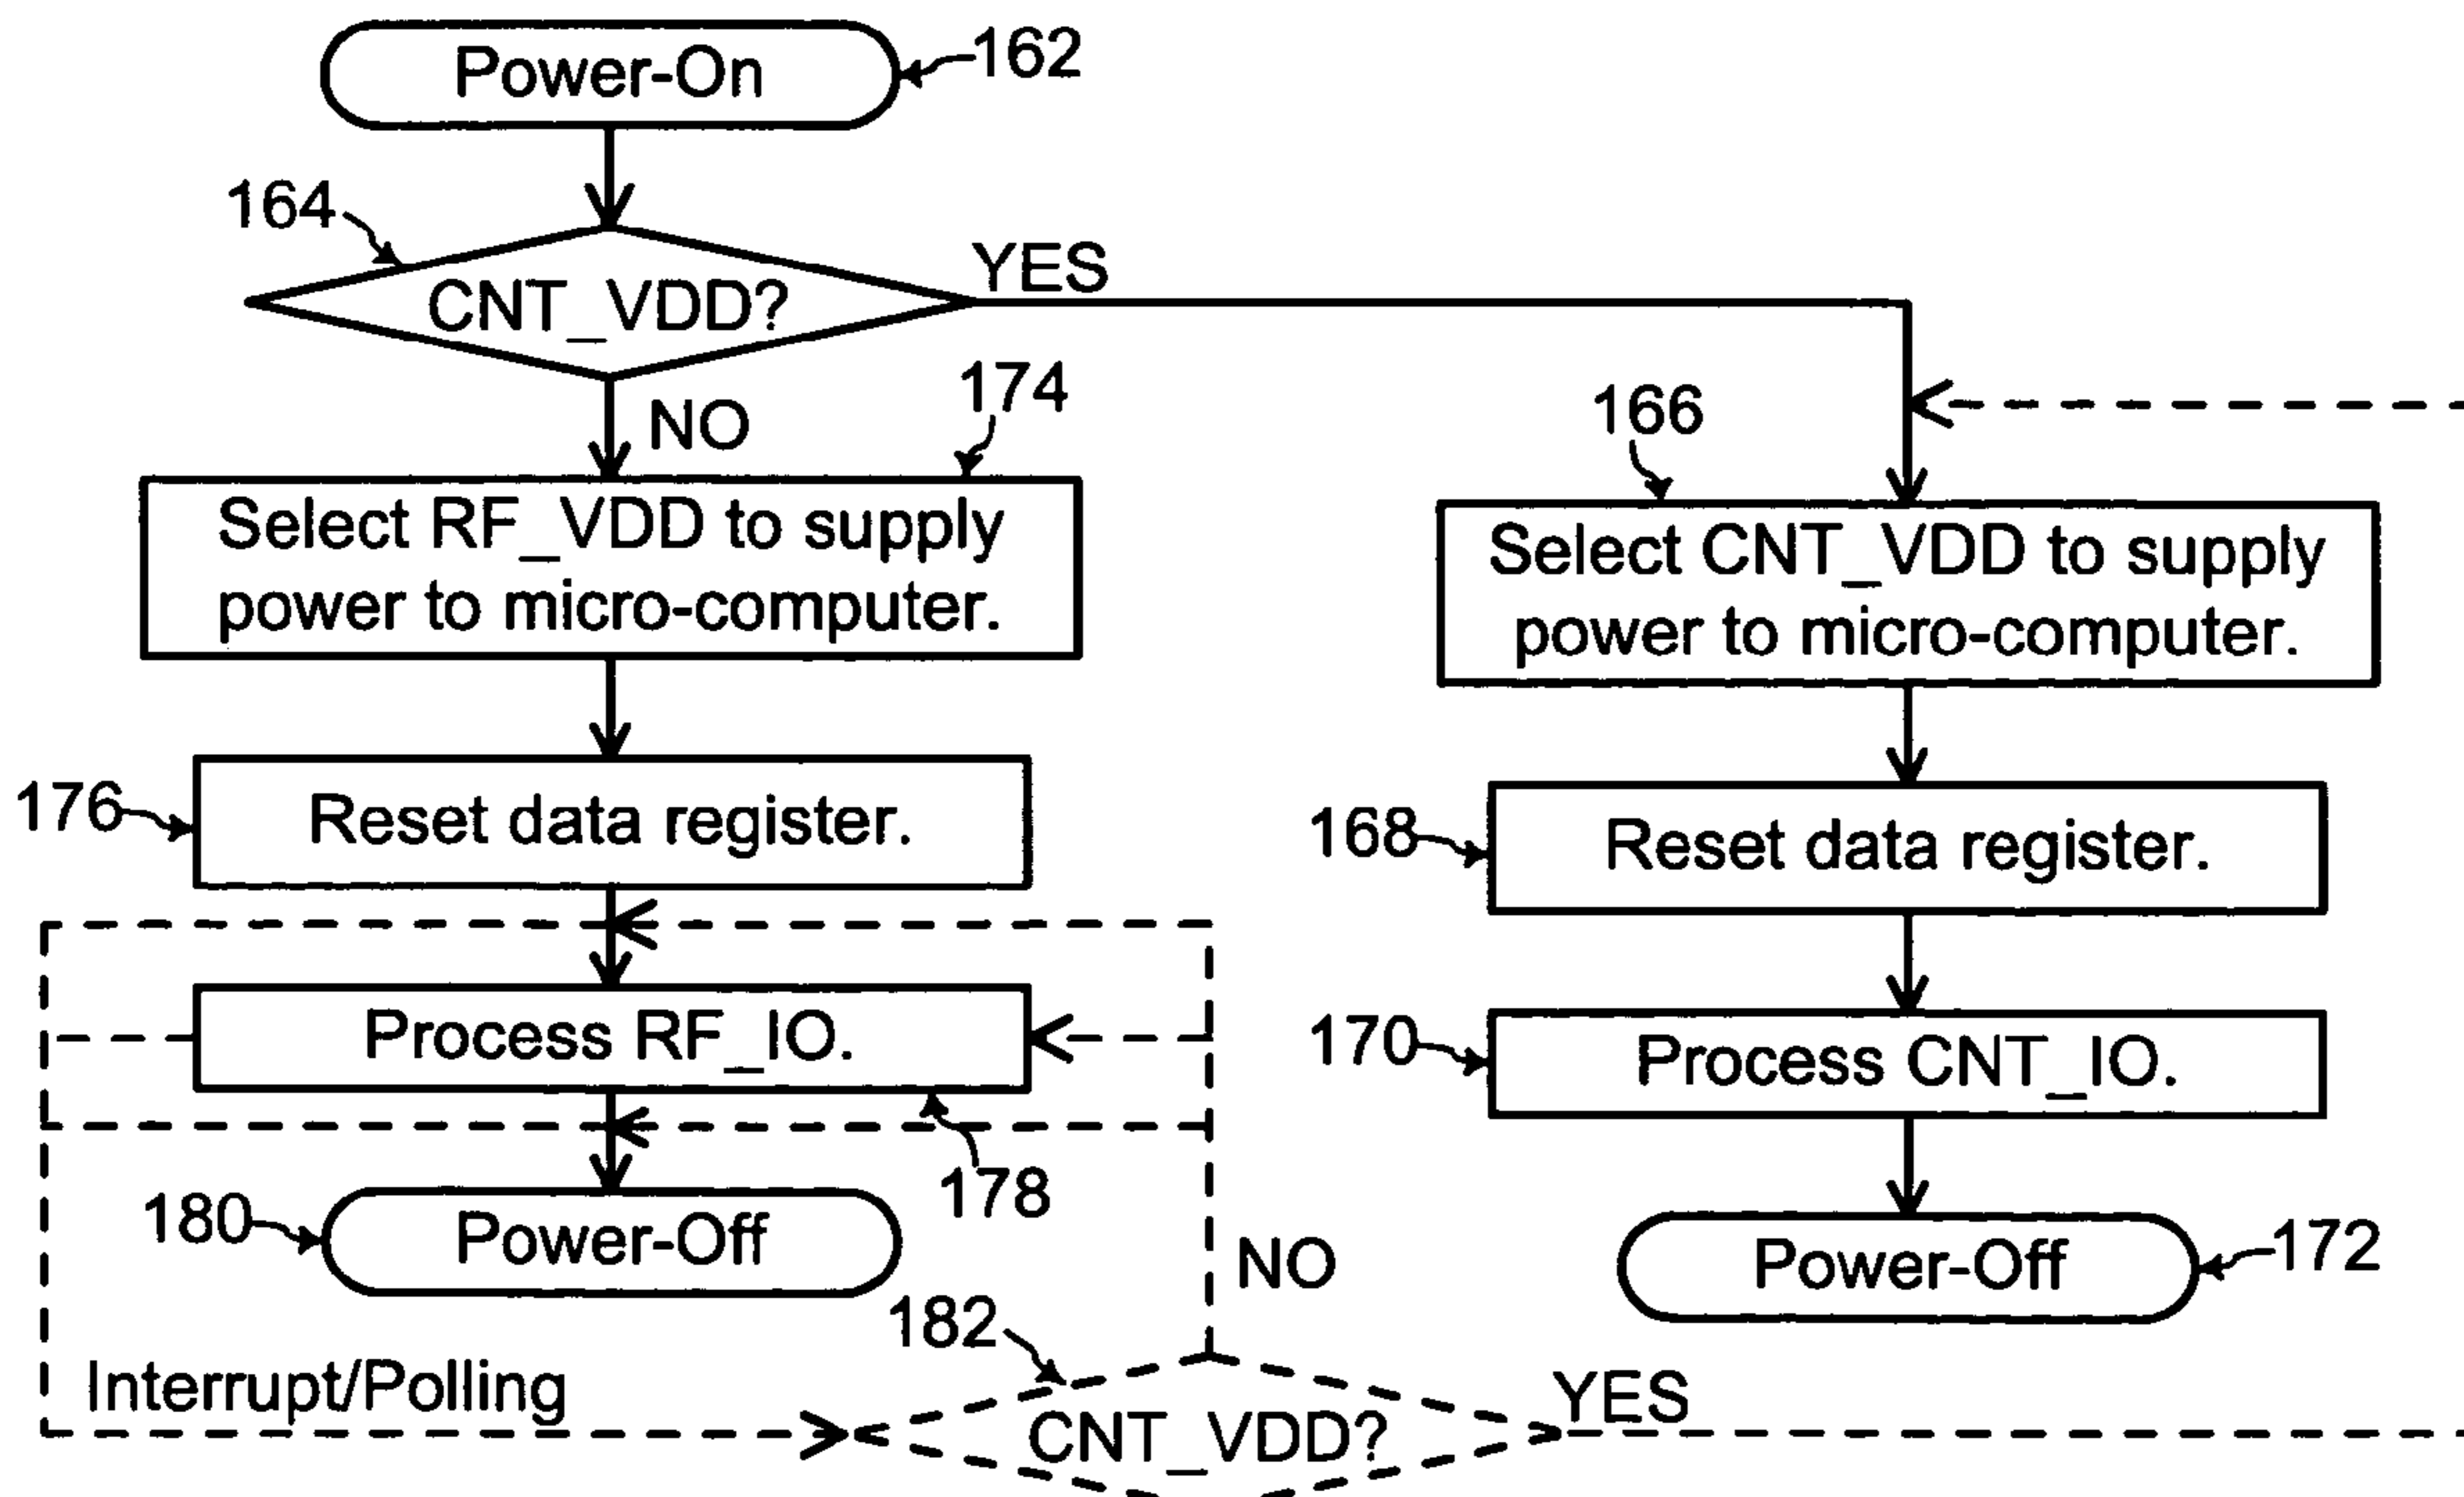 Power-On
162
164
CNT_VDD?
YES
NO
174
Select RF_VDD to supply
power to micro-computer.
166
Select CNT_VDD to supply
power to micro-computer.
176
Reset data register.
168
Reset data register.
Process RF_IO.
178
170
Process CNT_IO.
180
Power-Off
NO
Power-Off
172
182
Interrupt/Polling
CNT_VDD?
YES